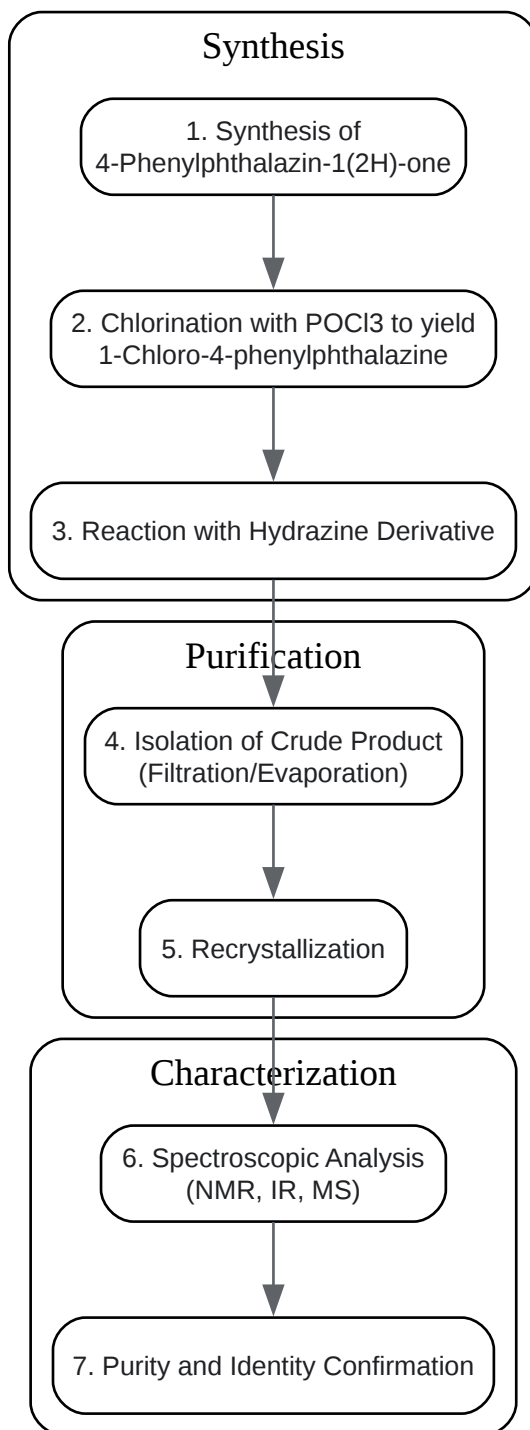 Synthesis
1. Synthesis of
4-Phenylphthalazin-1(2H)-one
2. Chlorination with POCl3 to yield
1-Chloro-4-phenylphthalazine
3. Reaction with Hydrazine Derivative
Purification
4. Isolation of Crude Product
(Filtration/Evaporation)
5. Recrystallization
Characterization
6. Spectroscopic Analysis
(NMR, IR, MS)
7. Purity and Identity Confirmation